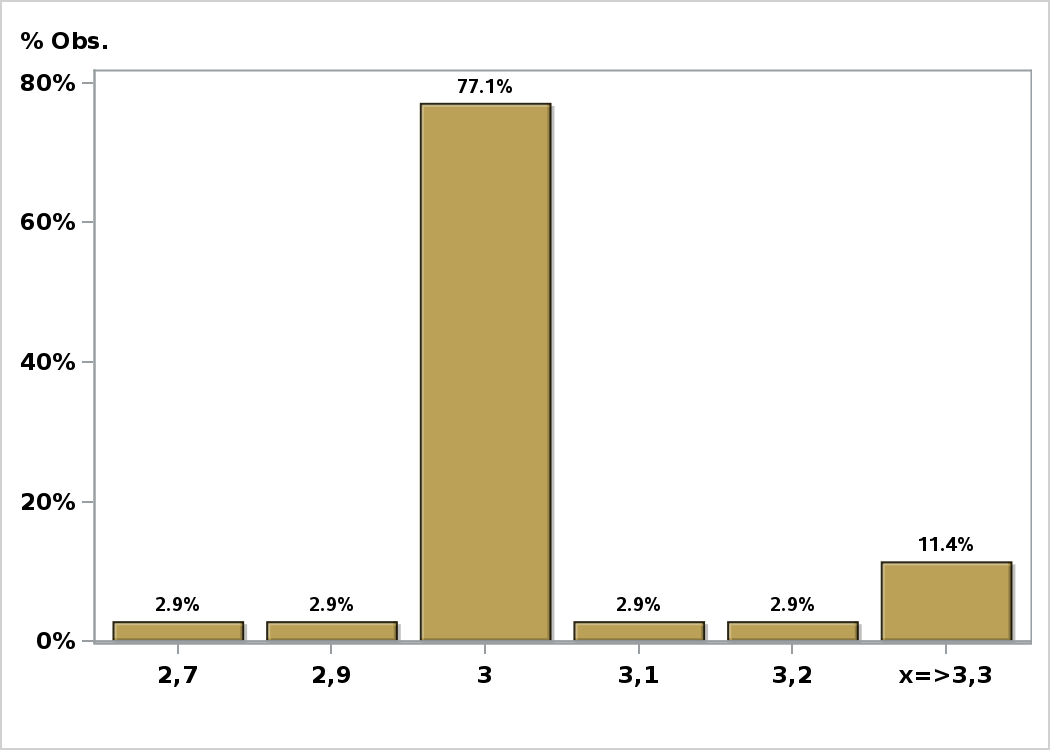 % Obs.
80%
77.1%
60%
40%
20%
11.4%
2.9% 2.9% 2.9% 2.9%
0%
2,7 2,9 3 3,1 3,2 x=>3,3